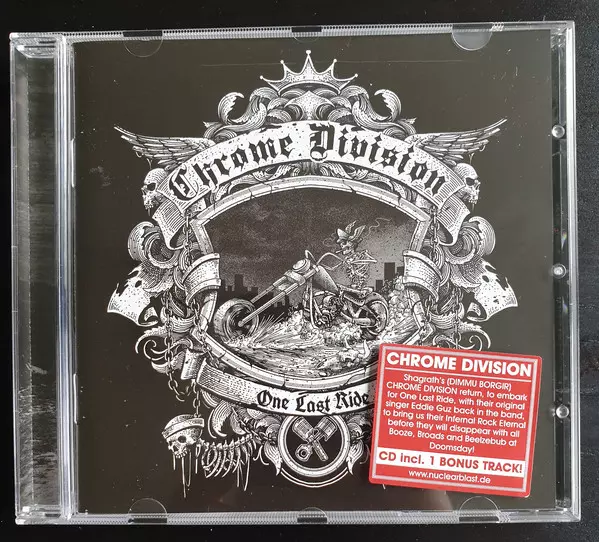 Chrome Division
One Last Ride
CHROME DIVISION
Shagrath's (DIMMU BORGIR)
CHROME DIVISION return, to embark
for One Last Ride, with their original
singer Eddie Guz back in the band,
to bring us their Infernal Rock Eternal
before they will disappear with all
Booze, Broads and Beelzebub at
Doomsday!
CD incl. 1 BONUS TRACK!
www.nuclearblast.de